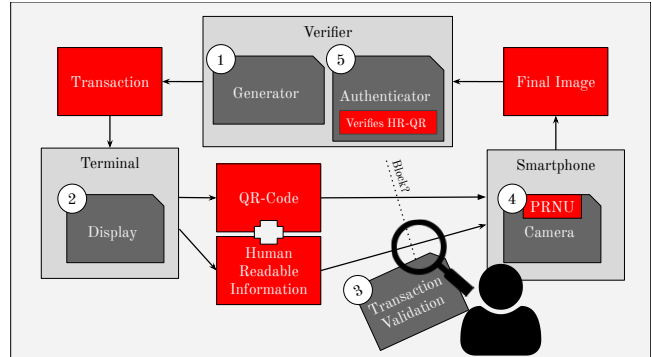 Verifier
1
Generator
5
Authenticator
Verifies HR-QR
Transaction
Final Image
Terminal
2
Display
QR-Code
Human
Readable
Information
Block?
3
Transaction
Validation
Smartphone
4
PRNU
Camera